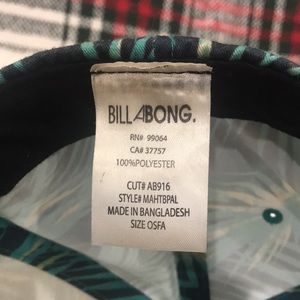 BILLABONG.
RN# 99064
CA# 37757
100%POLYESTER
CUT# AB916
STYLE# MAHTBPAL
MADE IN BANGLADESH
SIZE OSFA